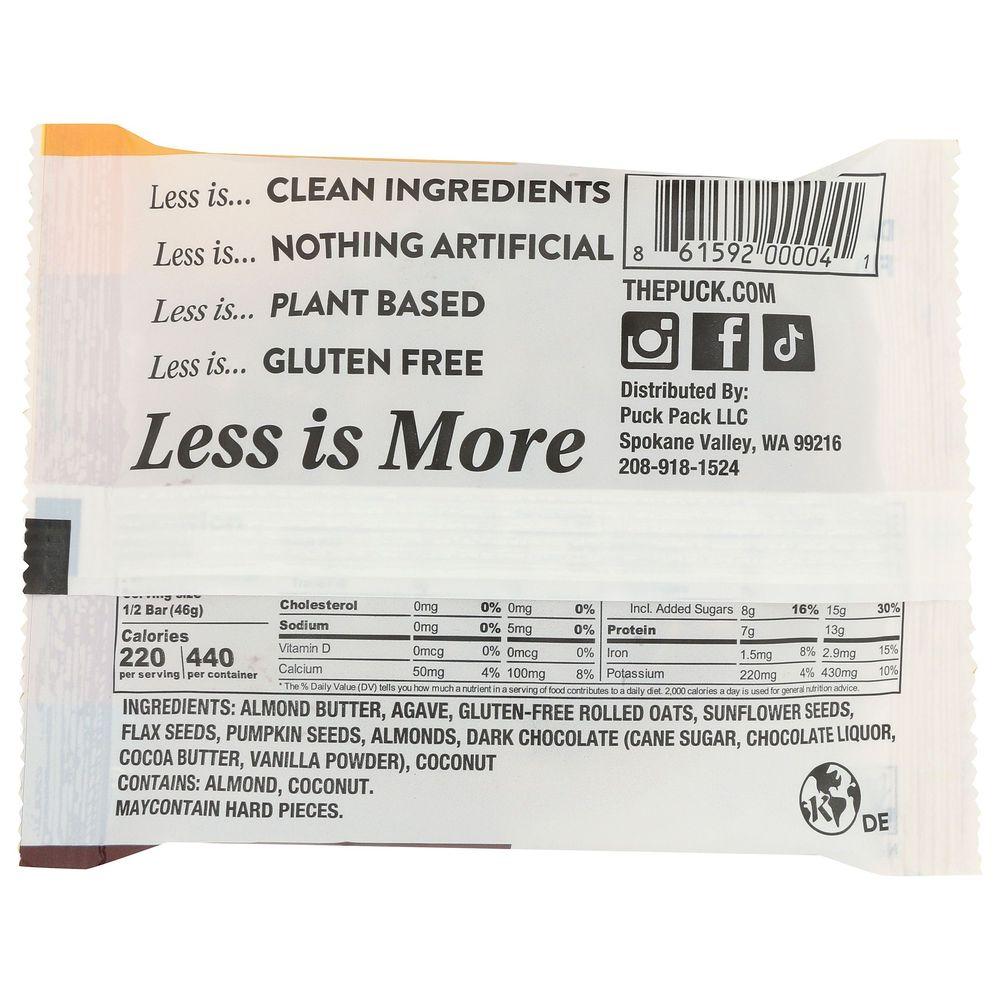 Less is... CLEAN INGREDIENTS
Less is... NOTHING ARTIFICIAL
Less is... PLANT BASED
Less is... GLUTEN FREE
Less is More
8 61592 00004 1
THEPUCK.COM
Distributed By:
Puck Pack LLC
Spokane Valley, WA 99216
208-918-1524
1/2 Bar (46g)
Calories
220 440
per serving per container
Cholesterol 0mg 0% 0mg 0%
Sodium 0mg 0% 5mg 0%
Vitamin D 0mcg 0% 0mcg 0%
Calcium 50mg 4% 100mg 8%
Incl. Added Sugars 8g 16% 15g 30%
Protein 7g 13g
Iron 1.5mg 8% 2.9mg 15%
Potassium 220mg 4% 430mg 10%
* The % Daily Value (DV) tells you how much a nutrient in a serving of food contributes to a daily diet. 2,000 calories a day is used for general nutrition advice.
INGREDIENTS: ALMOND BUTTER, AGAVE, GLUTEN-FREE ROLLED OATS, SUNFLOWER SEEDS,
FLAX SEEDS, PUMPKIN SEEDS, ALMONDS, DARK CHOCOLATE (CANE SUGAR, CHOCOLATE LIQUOR,
COCOA BUTTER, VANILLA POWDER), COCONUT
CONTAINS: ALMOND, COCONUT.
MAYCONTAIN HARD PIECES.
K DE